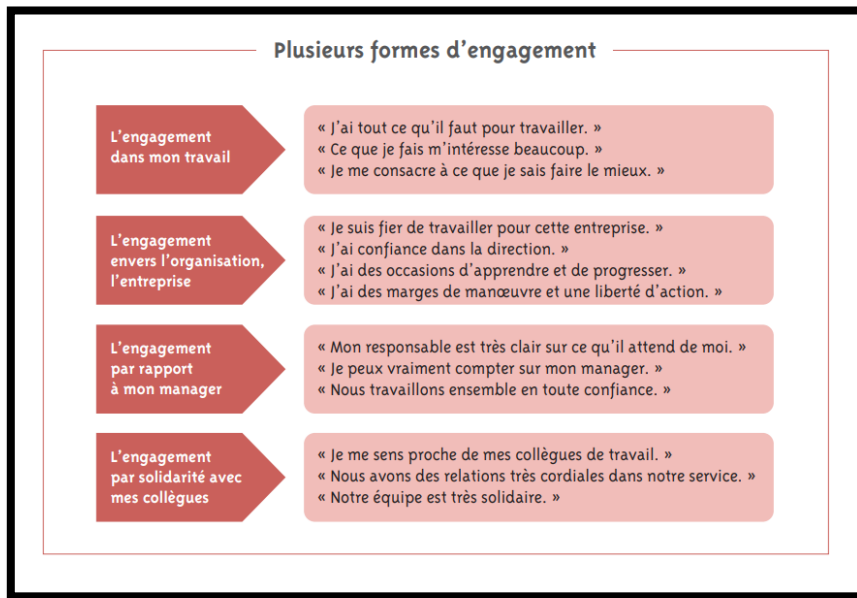 Plusieurs formes d'engagement
L'engagement
dans mon travail
« J'ai tout ce qu'il faut pour travailler. »
« Ce que je fais m'intéresse beaucoup. »
« Je me consacre à ce que je sais faire le mieux. »
L'engagement
envers l'organisation,
l'entreprise
« Je suis fier de travailler pour cette entreprise. »
« J'ai confiance dans la direction. »
« J'ai des occasions d'apprendre et de progresser. »
« J'ai des marges de manœuvre et une liberté d'action. »
L'engagement
par rapport
à mon manager
« Mon responsable est très clair sur ce qu'il attend de moi. »
« Je peux vraiment compter sur mon manager. »
« Nous travaillons ensemble en toute confiance. »
L'engagement
par solidarité avec
mes collègues
« Je me sens proche de mes collègues de travail. »
« Nous avons des relations très cordiales dans notre service. »
« Notre équipe est très solidaire. »